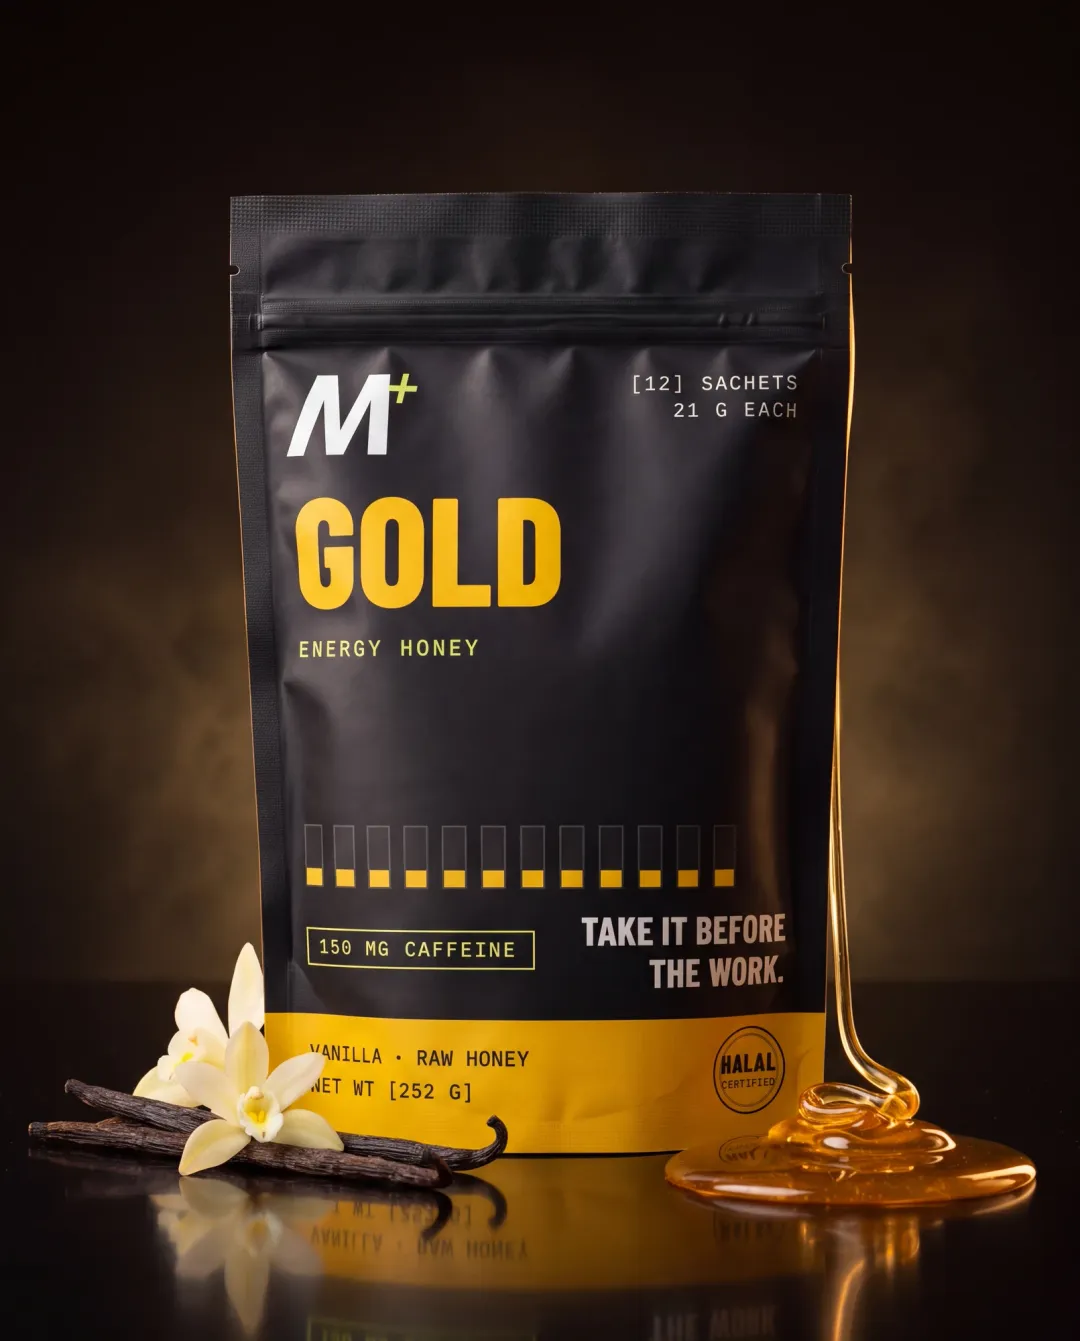 M+
[12] SACHETS
21 G EACH
GOLD
ENERGY HONEY
150 MG CAFFEINE
TAKE IT BEFORE
THE WORK.
VANILLA · RAW HONEY
NET WT [252 G]
HALAL
CERTIFIED